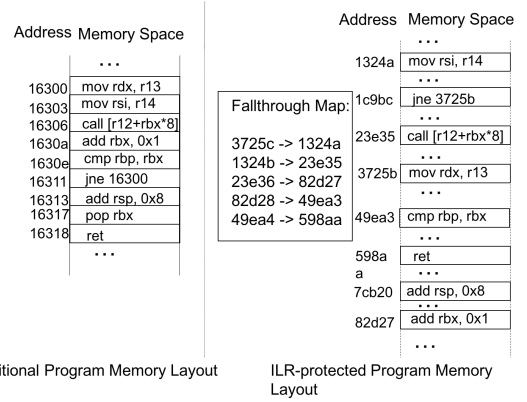 Address Memory Space
...
16300 mov rdx, r13
16303 mov rsi, r14
16306 call [r12+rbx*8]
1630a add rbx, 0x1
1630e cmp rbp, rbx
16311 jne 16300
16313 add rsp, 0x8
16317 pop rbx
16318 ret
...
itional Program Memory Layout
Fallthrough Map:
3725c -> 1324a
1324b -> 23e35
23e36 -> 82d27
82d28 -> 49ea3
49ea4 -> 598aa
Address Memory Space
...
1324a mov rsi, r14
...
1c9bc jne 3725b
...
23e35 call [r12+rbx*8]
...
3725b mov rdx, r13
...
49ea3 cmp rbp, rbx
...
598a ret
a ...
7cb20 add rsp, 0x8
...
82d27 add rbx, 0x1
...
ILR-protected Program Memory
Layout